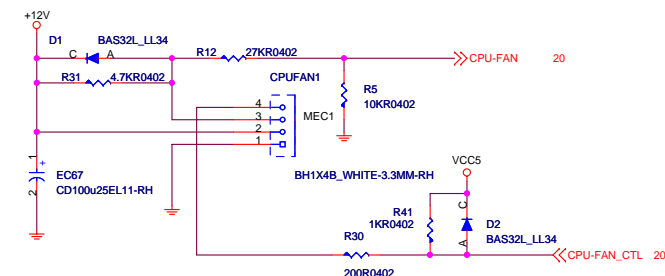 +12V
D1
BAS32L_LL34
C
A
R12
27KR0402
CPU-FAN
20
R31
4.7KR0402
CPUFAN1
R5
10KR0402
4
3
2
1
MEC1
1
+
2
EC67
CD100u25EL11-RH
BH1X4B_WHITE-3.3MM-RH
VCC5
R41
1KR0402
C
D2
A
BAS32L_LL34
R30
200R0402
CPU-FAN_CTL
20